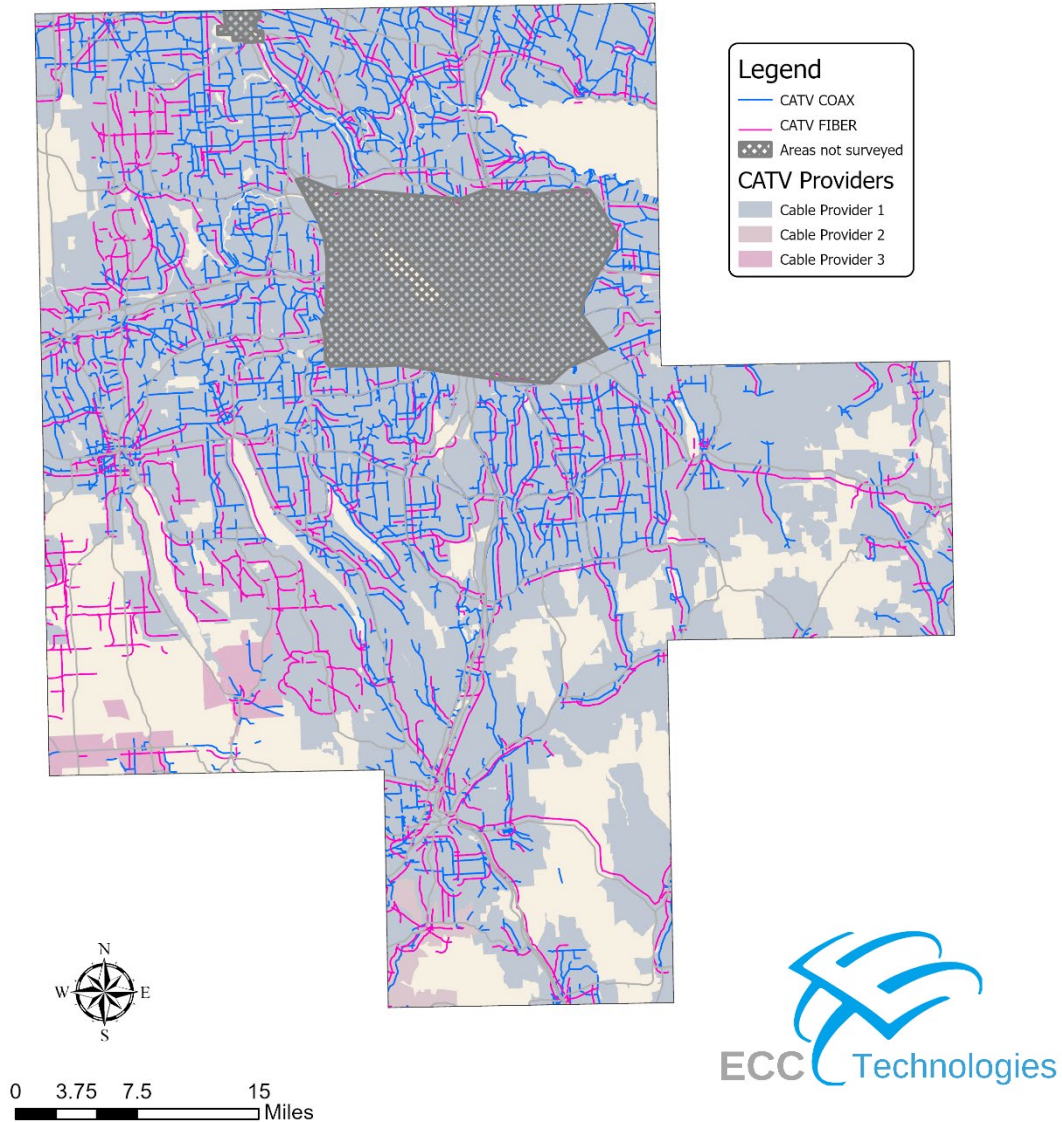 Legend
CATV COAX
CATV FIBER
Areas not surveyed
CATV Providers
Cable Provider 1
Cable Provider 2
Cable Provider 3
N
W E
S
ECC Technologies
0 3.75 7.5 15
Miles